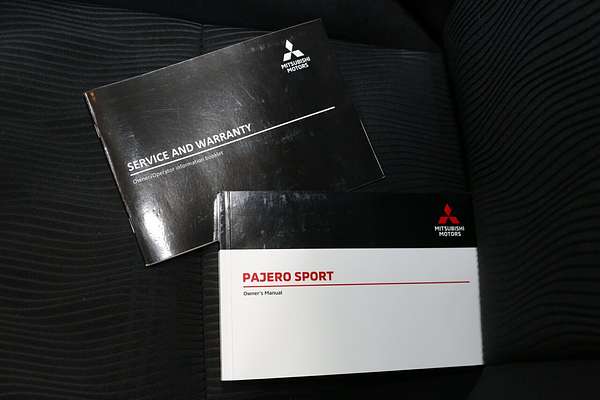 MITSUBISHI
MOTORS
SERVICE AND WARRANTY
Owner/Operator information booklet
MITSUBISHI
MOTORS
PAJERO SPORT
Owner's Manual